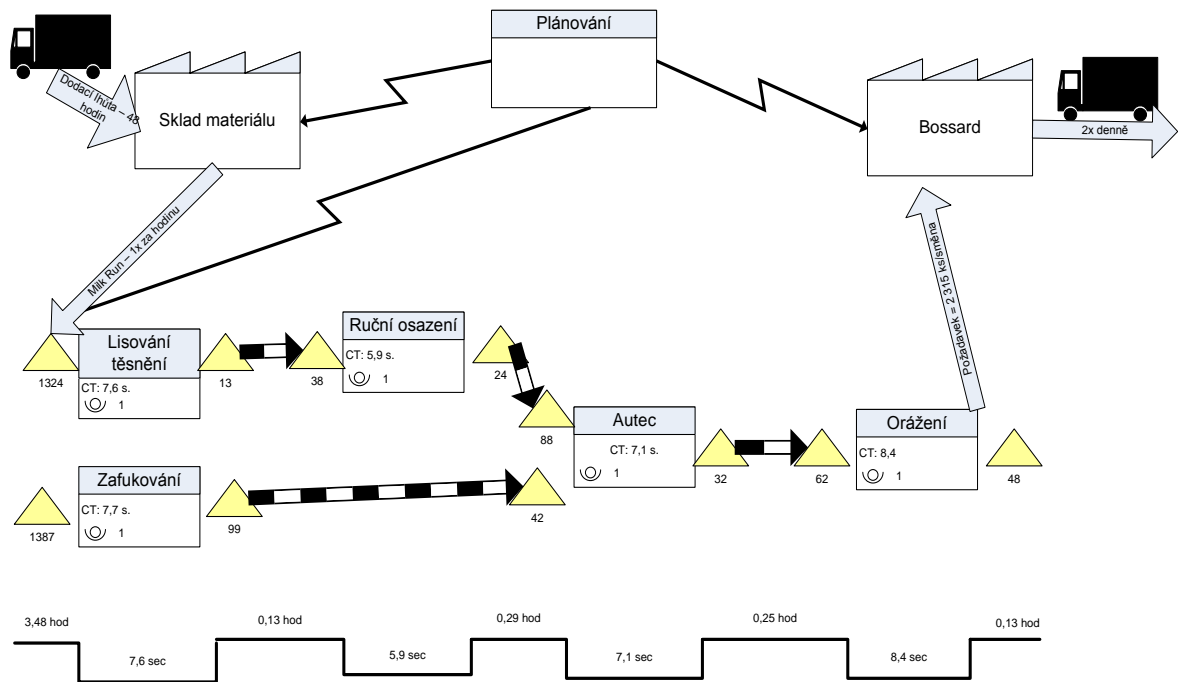 Plánování
Dodací lhůta – 48
hodin
Sklad materiálu
Bossard
2x denně
Milk Run – 1x za hodinu
Požadavek = 2 315 ks/směna
Lisování
těsnění
CT: 7,6 s.
1
1324
13
38
Ruční osazení
CT: 5,9 s.
1
24
88
Autec
CT: 7,1 s.
1
32
62
Orážení
CT: 8,4
1
48
Zafukování
CT: 7,7 s.
1
1387
99
42
3,48 hod
0,13 hod
0,29 hod
0,25 hod
0,13 hod
7,6 sec
5,9 sec
7,1 sec
8,4 sec